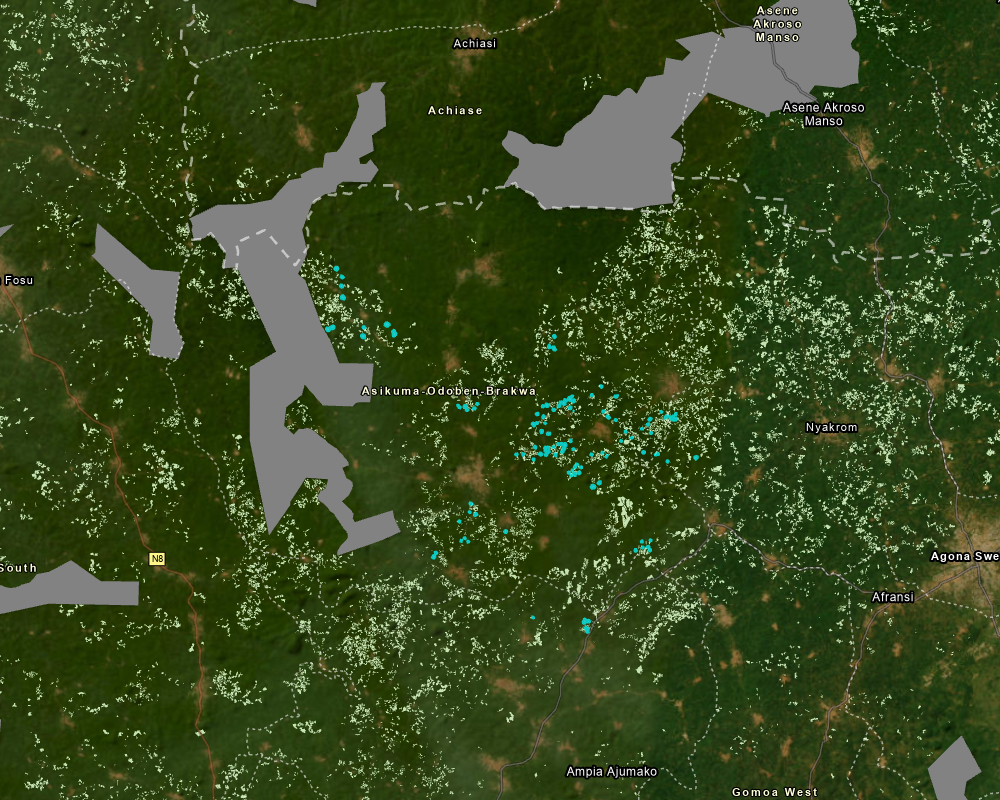 Asene
Akroso
Manso
Achiasi
Achiase
Asene Akroso
Manso
Fosu
Asikuma-Odoben-Brakwa
Nyakrom
N8
South
Agona Swe
Afransi
Ampia Ajumako
Gomoa West